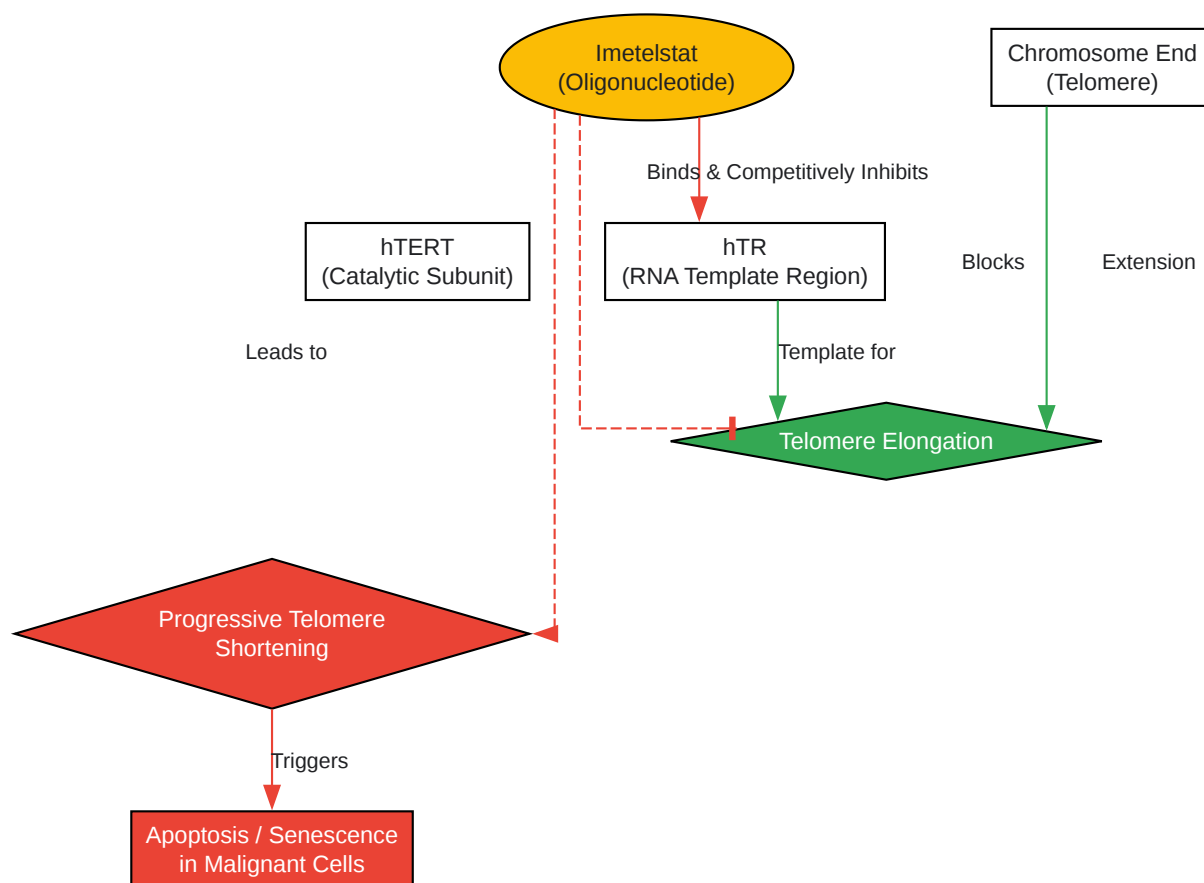 Imetelstat
(Oligonucleotide)
Chromosome End
(Telomere)
Binds & Competitively Inhibits
hTERT
(Catalytic Subunit)
hTR
(RNA Template Region)
Blocks
Extension
Leads to
Template for
Telomere Elongation
Progressive Telomere
Shortening
Triggers
Apoptosis / Senescence
in Malignant Cells